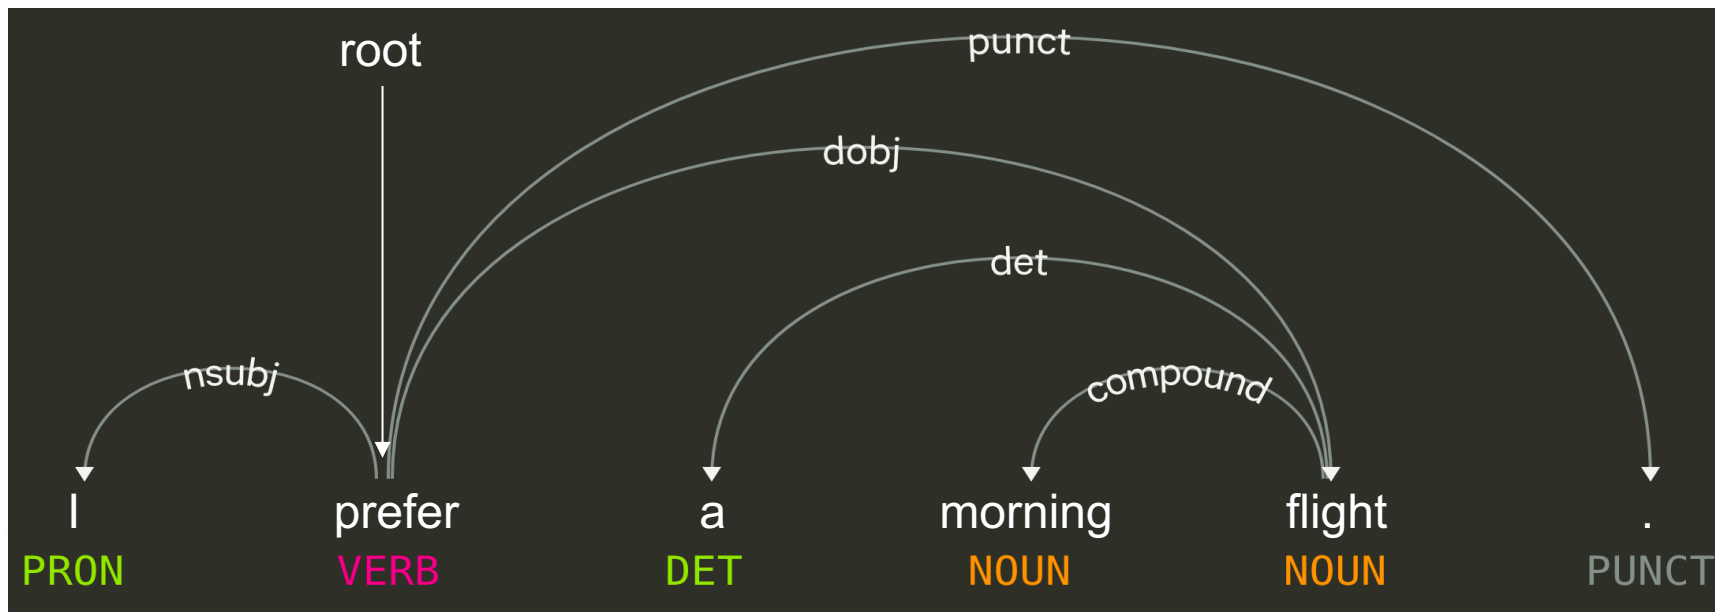 root
punct
dobj
det
nsubj
compound
I prefer a morning flight .
PRON VERB DET NOUN NOUN PUNCT